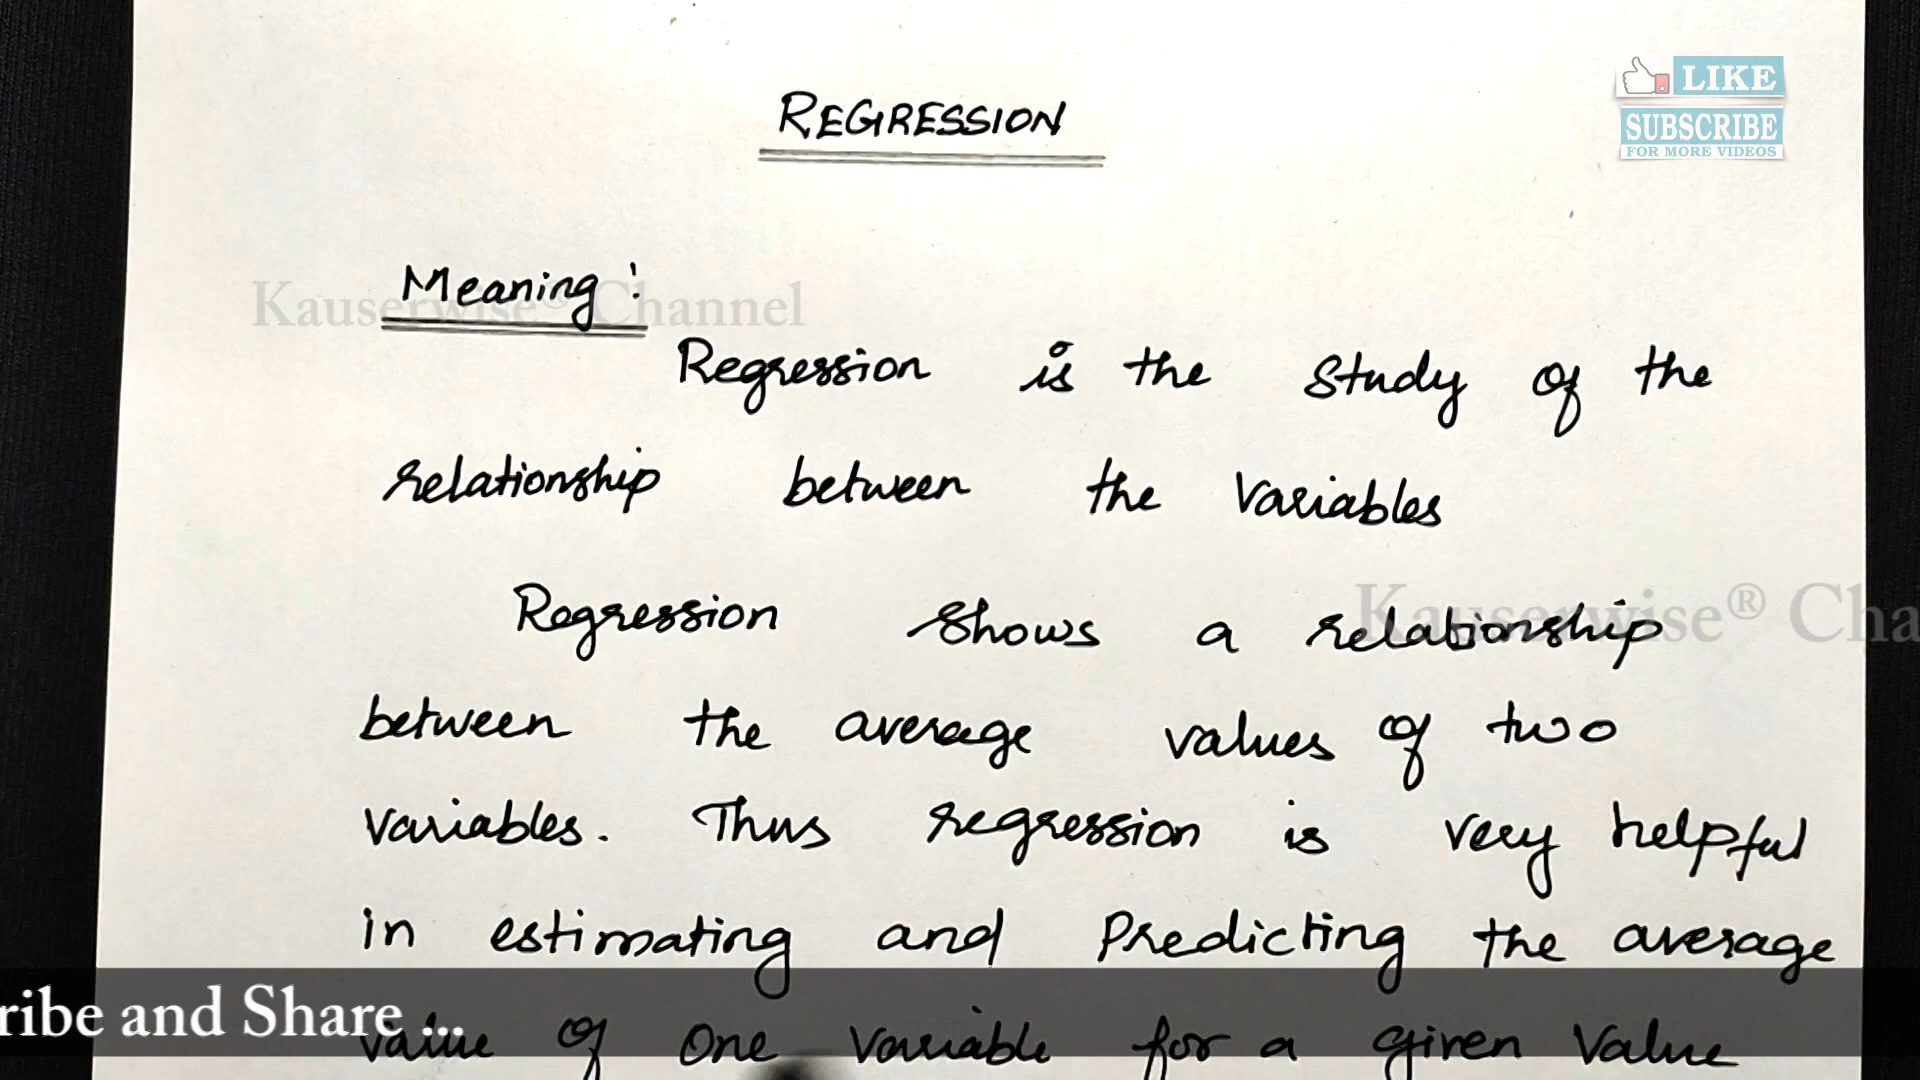 REGRESSION
LIKE
SUBSCRIBE
FOR MORE VIDEOS
Meaning:
Kauserwise® Channel
Regression is the study of the
relationship between the variables
Regression shows a relationship
Kauserwise® Cha
between the average values of two
variables. Thus regression is very helpful
in estimating and Predicting the average
ribe and Share ...
value of one variable for a given value